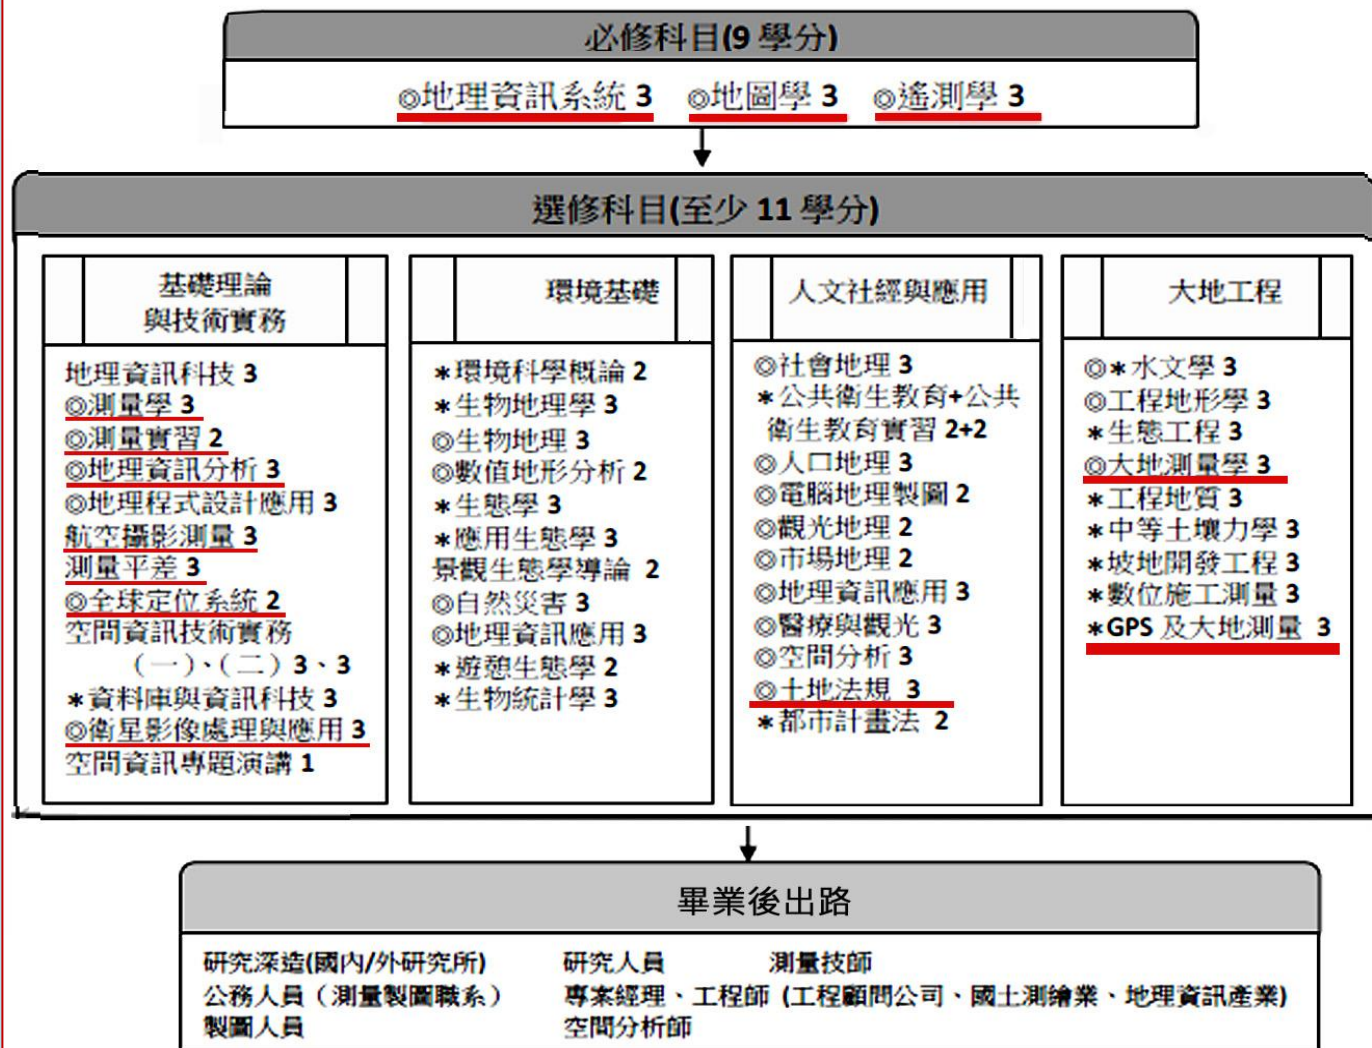 必修科目(9 學分)
◎地理資訊系統 3 ◎地圖學 3 ◎遙測學 3
選修科目(至少 11 學分)
基礎理論
與技術實務
地理資訊科技 3
◎測量學 3
◎測量實習 2
◎地理資訊分析 3
◎地理程式設計應用 3
航空攝影測量 3
測量平差 3
◎全球定位系統 2
空間資訊技術實務
(一)、(二) 3、3
*資料庫與資訊科技 3
◎衛星影像處理與應用 3
空間資訊專題演講 1
環境基礎
*環境科學概論 2
*生物地理學 3
◎生物地理 3
◎數值地形分析 2
*生態學 3
*應用生態學 3
景觀生態學導論 2
◎自然災害 3
◎地理資訊應用 3
*遊憩生態學 2
*生物統計學 3
人文社經與應用
◎社會地理 3
*公共衛生教育+公共
衛生教育實習 2+2
◎人口地理 3
◎電腦地理製圖 2
◎觀光地理 2
◎市場地理 2
◎地理資訊應用 3
◎醫療與觀光 3
◎空間分析 3
◎土地法規 3
*都市計畫法 2
大地工程
◎*水文學 3
◎工程地形學 3
*生態工程 3
◎大地測量學 3
*工程地質 3
*中等土壤力學 3
*坡地開發工程 3
*數位施工測量 3
*GPS 及大地測量 3
畢業後出路
研究深造(國內/外研究所) 研究人員 測量技師
公務人員（測量製圖職系） 專案經理、工程師 (工程顧問公司、國土測繪業、地理資訊產業)
製圖人員 空間分析師